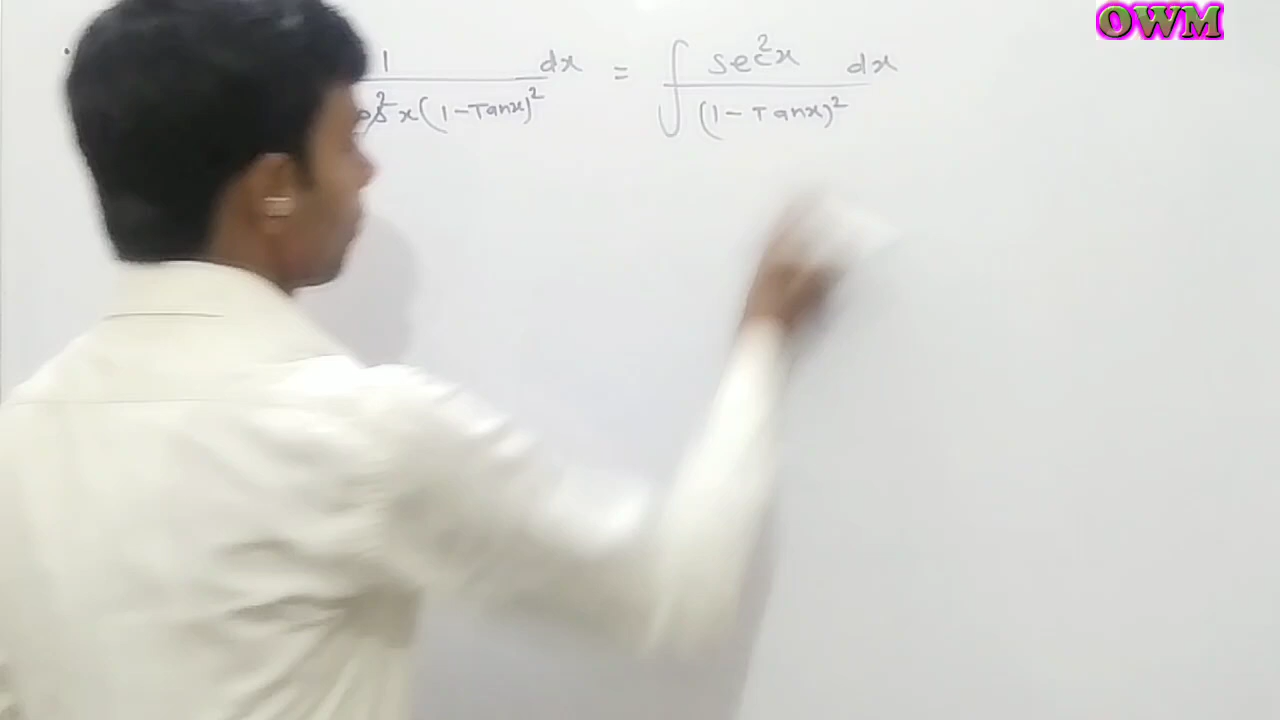 OWM
1 dx = ∫ sec²x dx
os²x(1-Tanx)² (1-Tanx)²